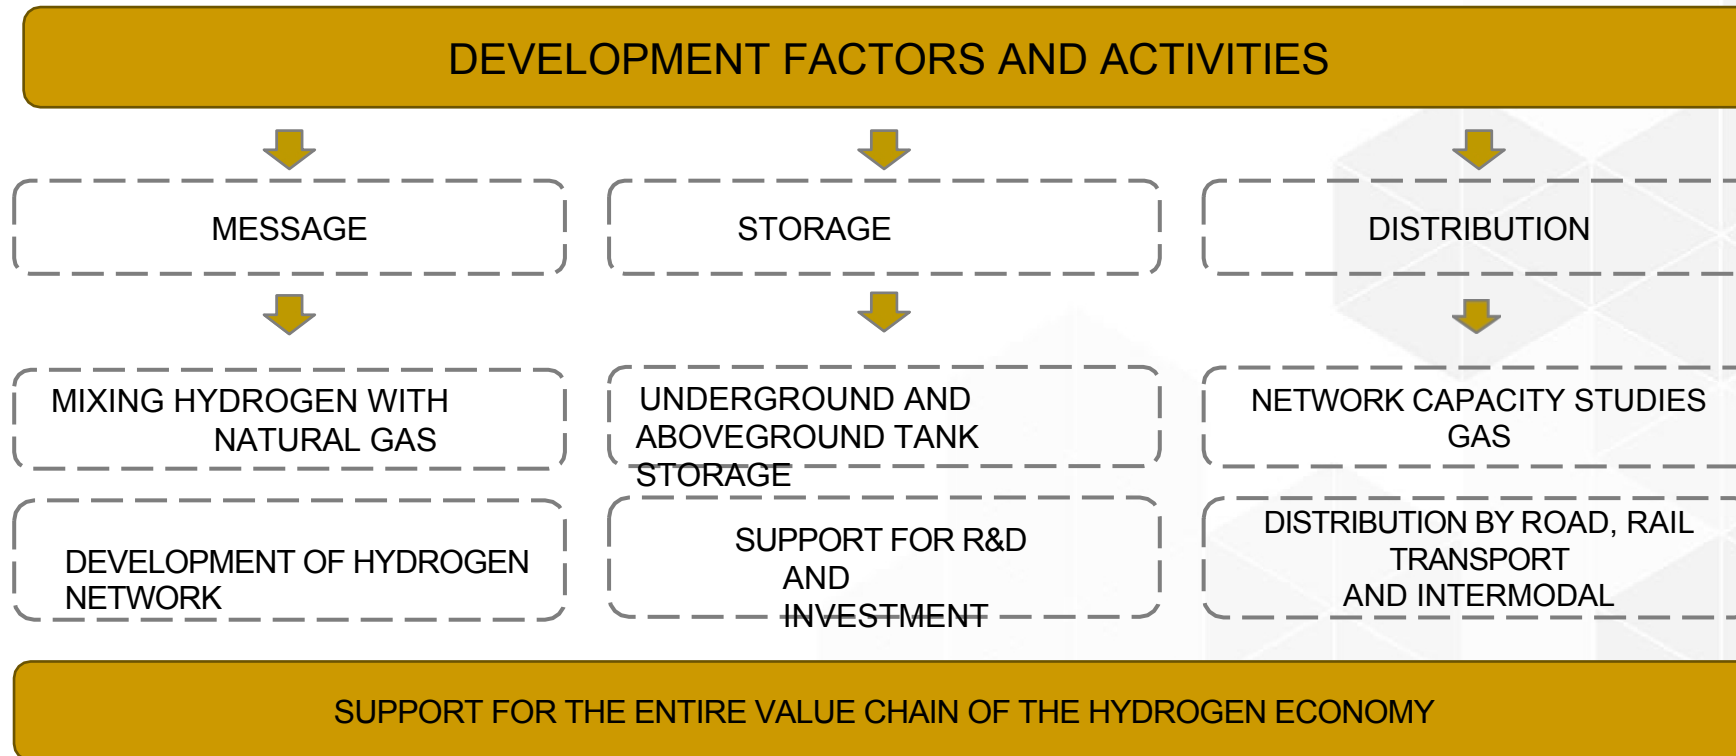 DEVELOPMENT FACTORS AND ACTIVITIES
MESSAGE
STORAGE
DISTRIBUTION
MIXING HYDROGEN WITH
NATURAL GAS
UNDERGROUND AND
ABOVEGROUND TANK
STORAGE
NETWORK CAPACITY STUDIES
GAS
DEVELOPMENT OF HYDROGEN
NETWORK
SUPPORT FOR R&D
AND
INVESTMENT
DISTRIBUTION BY ROAD, RAIL
TRANSPORT
AND INTERMODAL
SUPPORT FOR THE ENTIRE VALUE CHAIN OF THE HYDROGEN ECONOMY